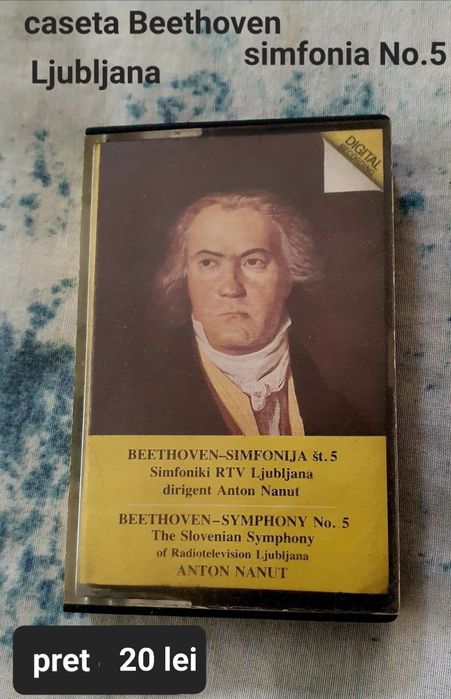 caseta Beethoven
simfonia No.5
Ljubljana
DIGITAL
RECORDING
BEETHOVEN–SIMFONIJA št. 5
Simfoniki RTV Ljubljana
dirigent Anton Nanut
BEETHOVEN–SYMPHONY No. 5
The Slovenian Symphony
of Radiotelevision Ljubljana
ANTON NANUT
pret 20 lei